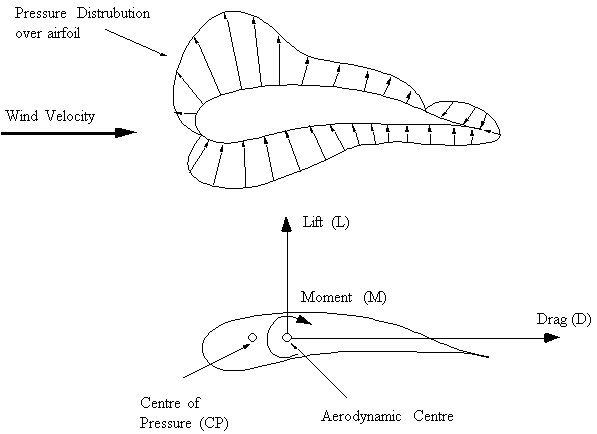 Pressure Distrubution
over airfoil
Wind Velocity
Lift (L)
Moment (M)
Drag (D)
Centre of
Pressure (CP)
Aerodynamic Centre